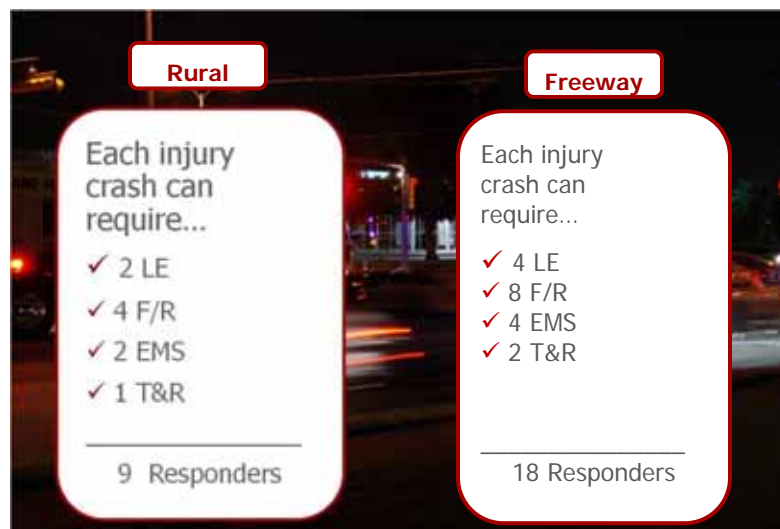 Rural
Each injury
crash can
require...
✓ 2 LE
✓ 4 F/R
✓ 2 EMS
✓ 1 T&R
9 Responders
Freeway
Each injury
crash can
require...
✓ 4 LE
✓ 8 F/R
✓ 4 EMS
✓ 2 T&R
18 Responders